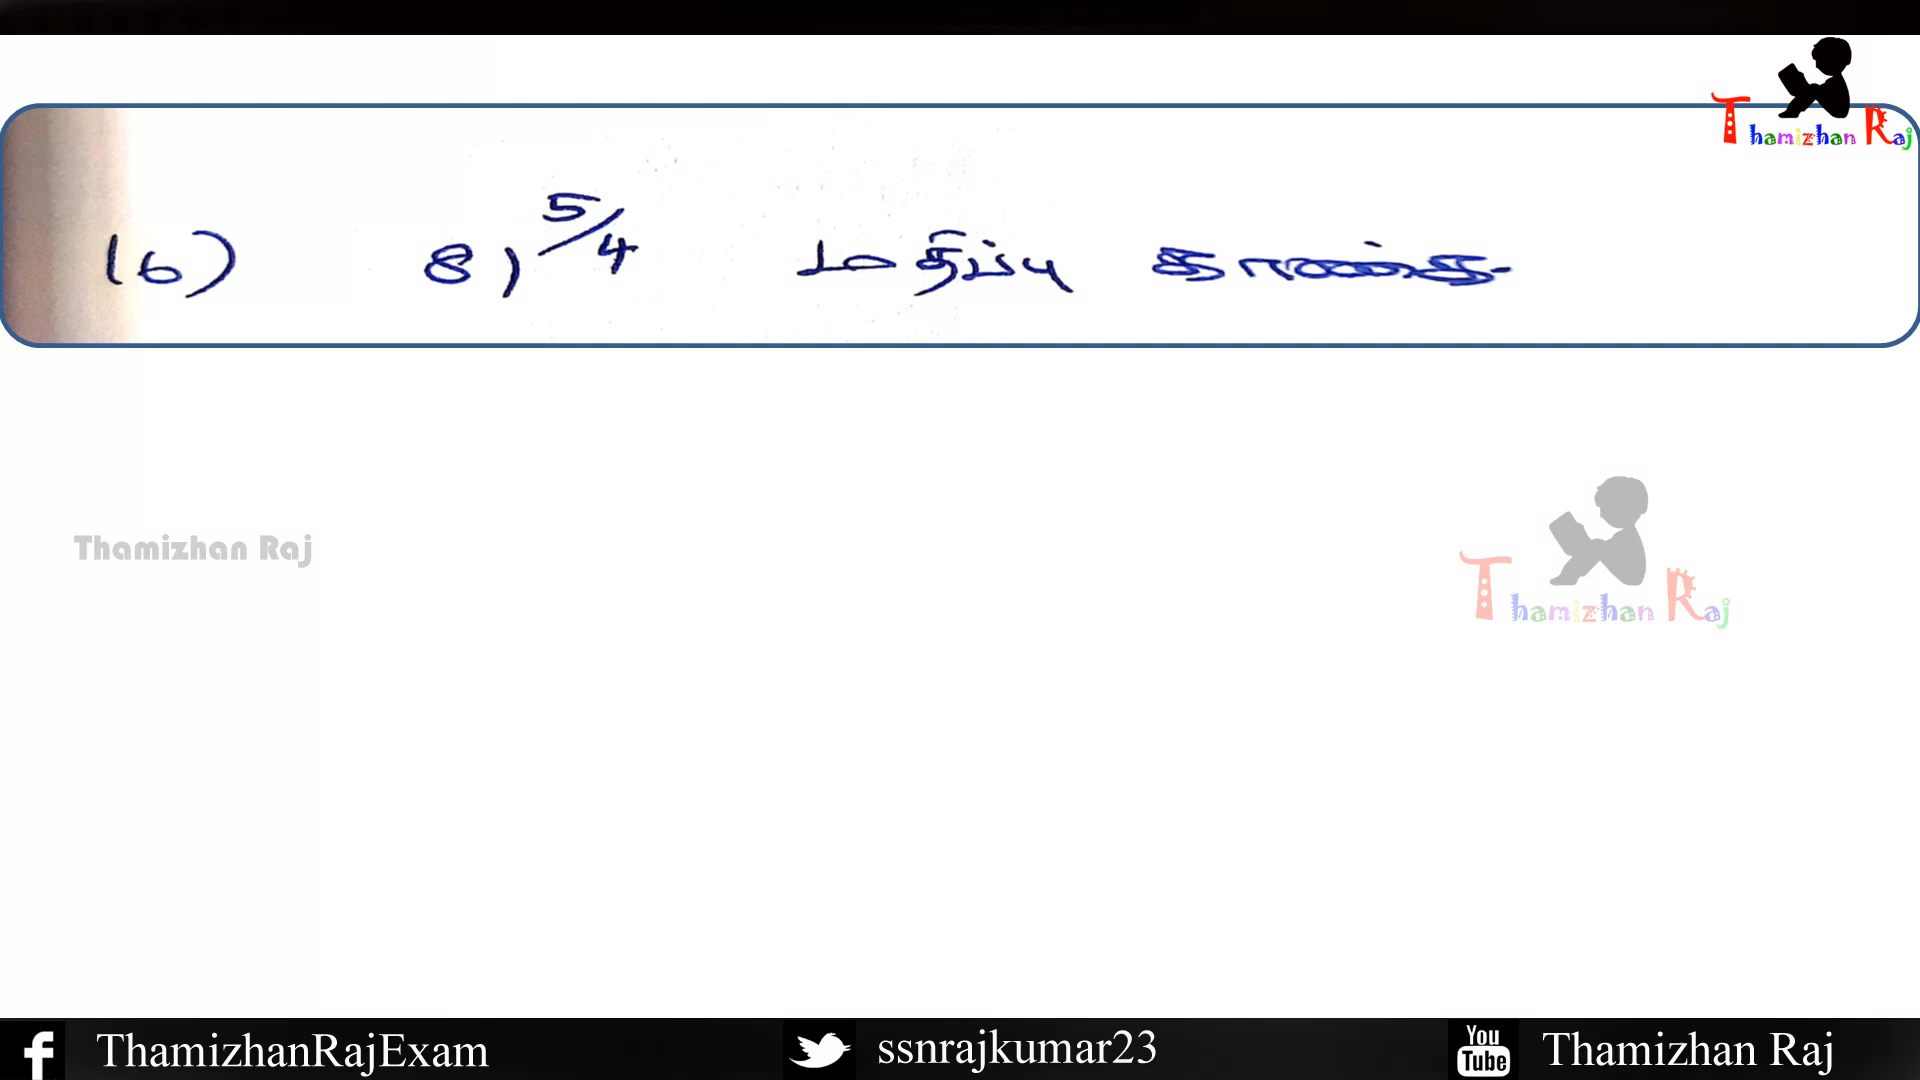 Thamizhan Raj
(6) 81^5/4 மதிப்பு காண்க.
Thamizhan Raj
Thamizhan Raj
ThamizhanRajExam ssnrajkumar23 You Tube Thamizhan Raj